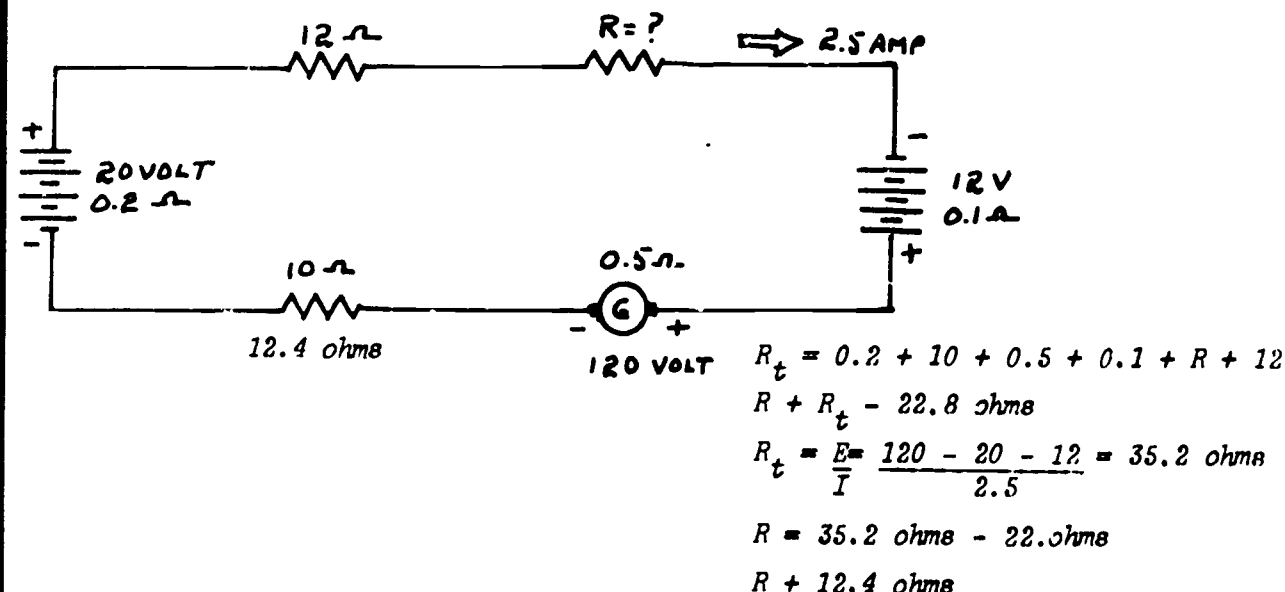 12 Ω
R = ?
⇨ 2.5 AMP
+
-
20 VOLT
0.2 Ω
12 V
0.1 Ω
-
+
10 Ω
0.5 Ω
G
-
+
12.4 ohms
120 VOLT
R_t = 0.2 + 10 + 0.5 + 0.1 + R + 12
R + R_t - 22.8 ohms
R_t = E/I = 120 - 20 - 12 / 2.5 = 35.2 ohms
R = 35.2 ohms - 22.ohms
R + 12.4 ohms